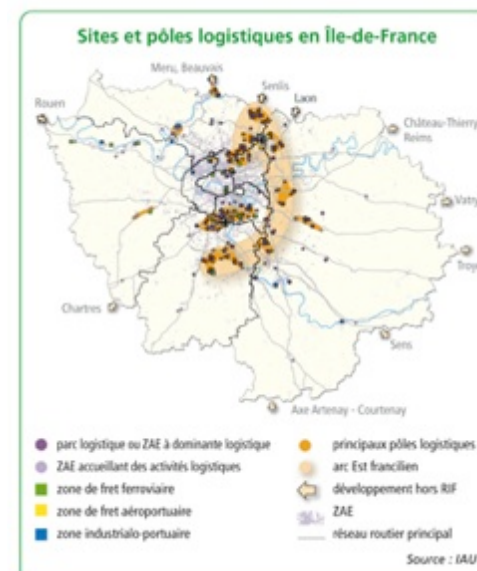 Sites et pôles logistiques en Île-de-France
Meru, Beauvais
Senlis
Laon
Rouen
Château-Thierry
Reims
Vatry
Troy
Chartres
Sens
Axe Artenay - Courtenay
parc logistique ou ZAE à dominante logistique
ZAE accueillant des activités logistiques
zone de fret ferroviaire
zone de fret aéroportuaire
zone industrialo-portuaire
principaux pôles logistiques
arc Est francilien
développement hors RIF
ZAE
réseau routier principal
Source : IAU